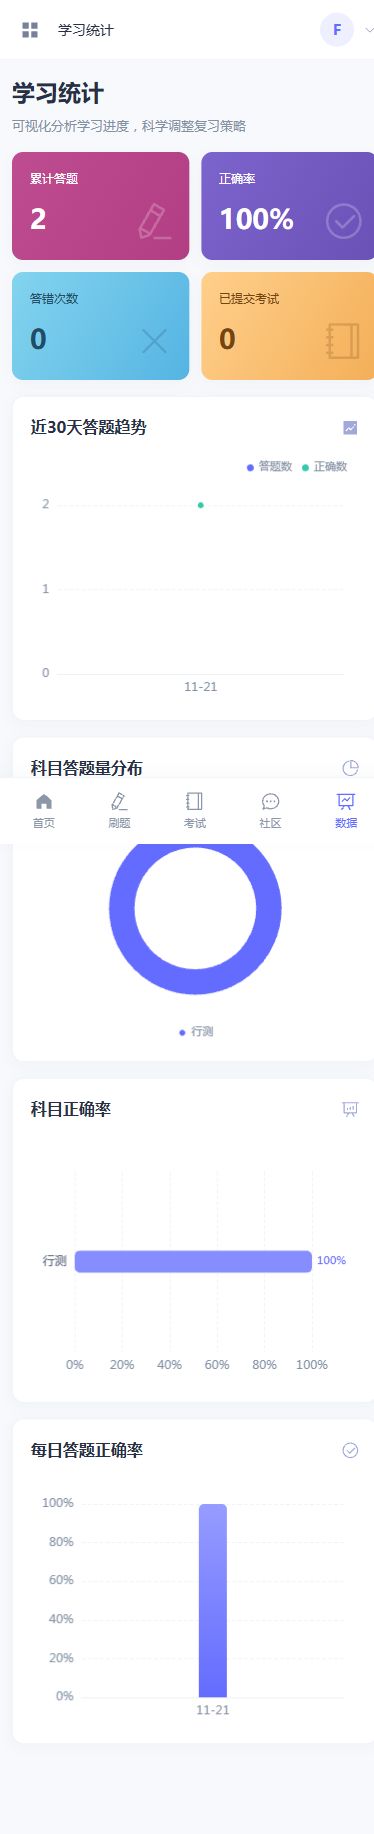 学习统计
F
学习统计
可视化分析学习进度，科学调整复习策略
累计答题
正确率
2
100%
答错次数
已提交考试
0
0
近30天答题趋势
答题数 正确数
2
1
0
11-21
科目答题量分布
首页 刷题 考试 社区 数据
行测
科目正确率
行测 100%
0% 20% 40% 60% 80% 100%
每日答题正确率
100%
80%
60%
40%
20%
0%
11-21